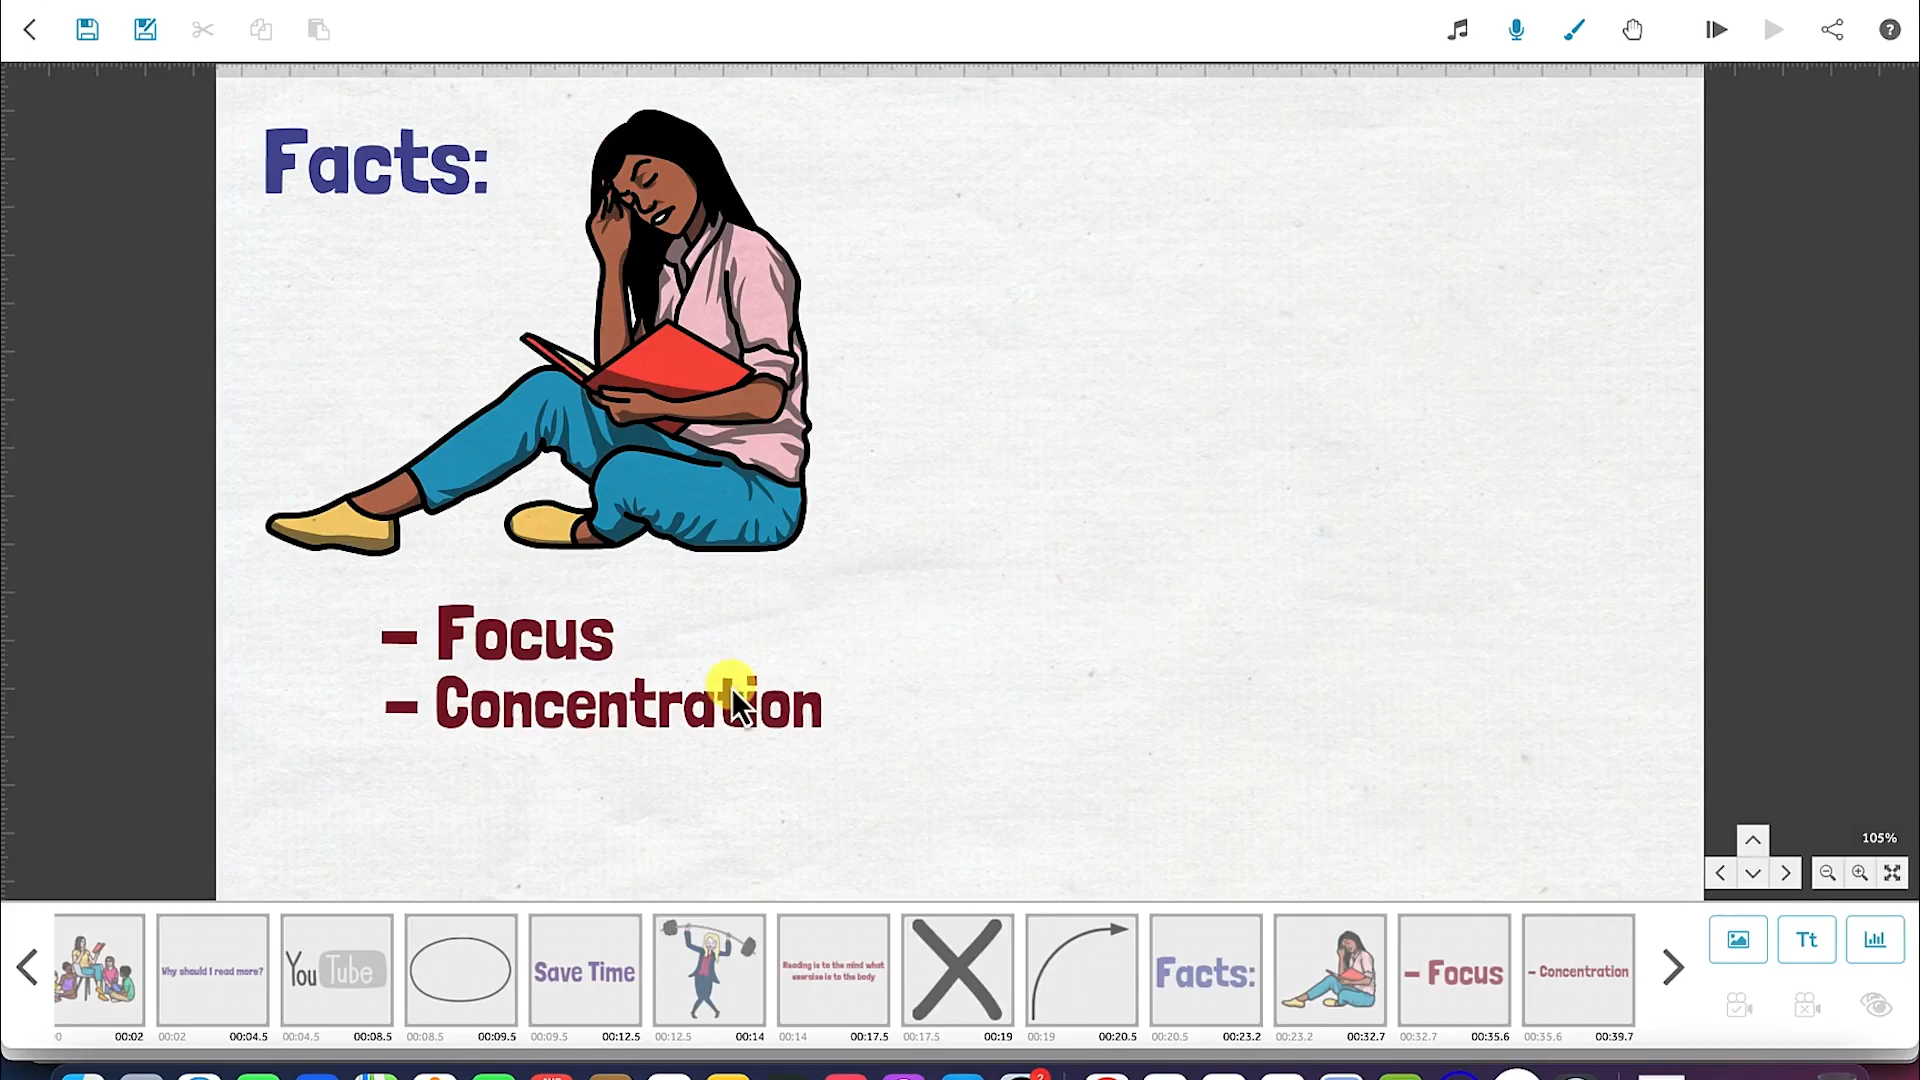 Facts:
- Focus
- Concentration
105%
Why should I read more?
You Tube
Save Time
Reading is to the mind what
exercise is to the body
Facts:
- Focus
- Concentration
Tt
0 00:02 00:02 00:04.5 00:04.5 00:08.5 00:08.5 00:09.5 00:09.5 00:12.5 00:12.5 00:14 00:14 00:17.5 00:17.5 00:19 00:19 00:20.5 00:20.5 00:23.2 00:23.2 00:32.7 00:32.7 00:35.6 00:35.6 00:39.7
2